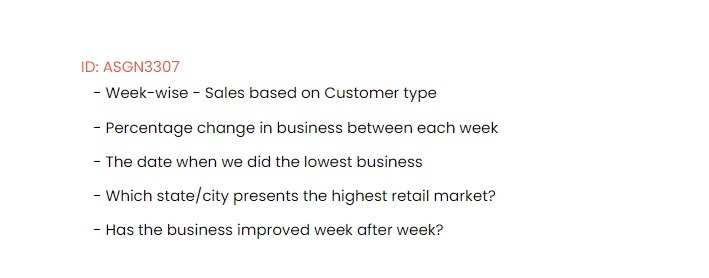 ID: ASGN3307
- Week-wise - Sales based on Customer type
- Percentage change in business between each week
- The date when we did the lowest business
- Which state/city presents the highest retail market?
- Has the business improved week after week?